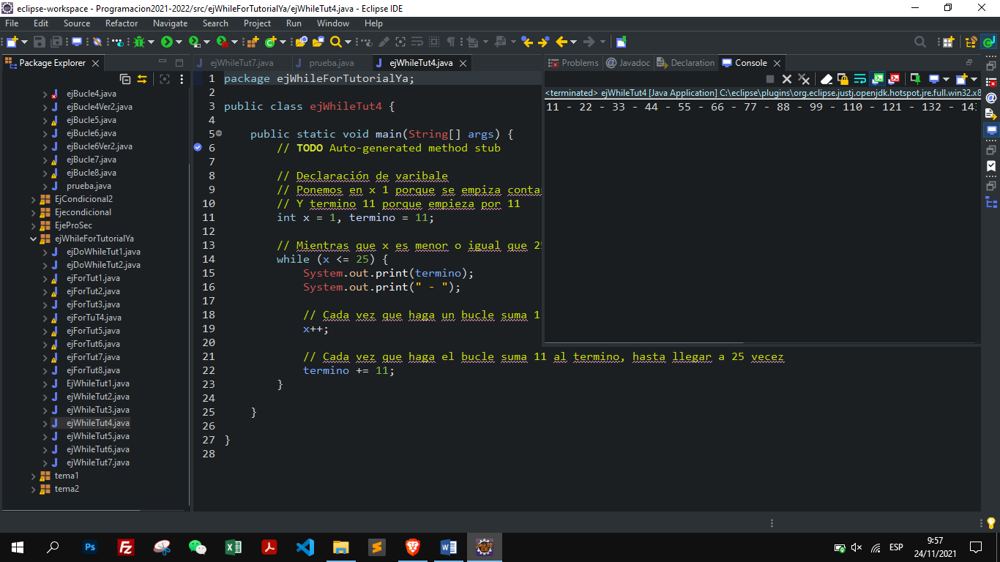 eclipse-workspace - Programacion2021-2022/src/ejWhileForTutorialYa/ejWhileTut4.java - Eclipse IDE
File Edit Source Refactor Navigate Search Project Run Window Help
Package Explorer
ejBucle4.java
ejBucle4Ver2.java
ejBucle5.java
ejBucle6.java
ejBucle6Ver2.java
ejBucle7.java
ejBucle8.java
prueba.java
EjCondicional2
Ejecondicional
EjeProSec
ejWhileForTutorialYa
ejDoWhileTut1.java
ejDoWhileTut2.java
ejForTut1.java
ejForTut2.java
ejForTut3.java
ejForTuT4.java
ejForTut5.java
ejForTut6.java
ejForTut7.java
ejForTut8.java
EjWhileTut1.java
ejWhileTut2.java
ejWhileTut3.java
ejWhileTut4.java
ejWhileTut5.java
ejWhileTut6.java
ejWhileTut7.java
tema1
tema2
ejWhileTut7.java prueba.java ejWhileTut4.java
1 package ejWhileForTutorialYa;
2
3 public class ejWhileTut4 {
4
5 public static void main(String[] args) {
6 // TODO Auto-generated method stub
7
8 // Declaración de varibale
9 // Ponemos en x 1 porque se empiza conta
10 // Y termino 11 porque empieza por 11
11 int x = 1, termino = 11;
12
13 // Mientras que x es menor o igual que 25
14 while (x <= 25) {
15 System.out.print(termino);
16 System.out.print(" - ");
17
18 // Cada vez que haga un bucle suma 1
19 x++;
20
21 // Cada vez que haga el bucle suma 11 al termino, hasta llegar a 25 vecez
22 termino += 11;
23 }
24
25 }
26
27 }
28
Problems Javadoc Declaration Console
<terminated> ejWhileTut4 [Java Application] C:\eclipse\plugins\org.eclipse.justj.openjdk.hotspot.jre.full.win32.x8
11 - 22 - 33 - 44 - 55 - 66 - 77 - 88 - 99 - 110 - 121 - 132 - 143
Ps
ESP
9:57
24/11/2021